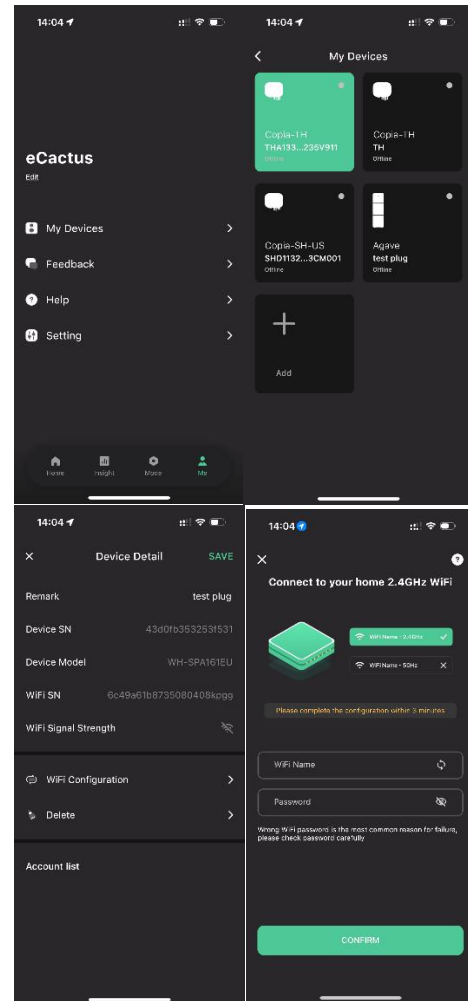 14:04
eCactus
Edit
My Devices
Feedback
Help
Setting
Home
Insight
Mode
Me
14:04
My Devices
Copia-TH
THA133...235V911
Offline
Copia-TH
TH
Offline
Copia-SH-US
SHD1132...3CM001
Offline
Agave
test plug
Offline
Add
14:04
Device Detail
SAVE
Remark
test plug
Device SN
43d0fb353253f531
Device Model
WH-SPA161EU
WiFi SN
6c49a61b8735080408kpgg
WiFi Signal Strength
WiFi Configuration
Delete
Account list
14:04
Connect to your home 2.4GHz WiFi
WiFi Name - 2.4GHz
WiFi Name - 5GHz
Please complete the configuration within 3 minutes
WiFi Name
Password
Wrong WiFi password is the most common reason for failure,
please check password carefully
CONFIRM